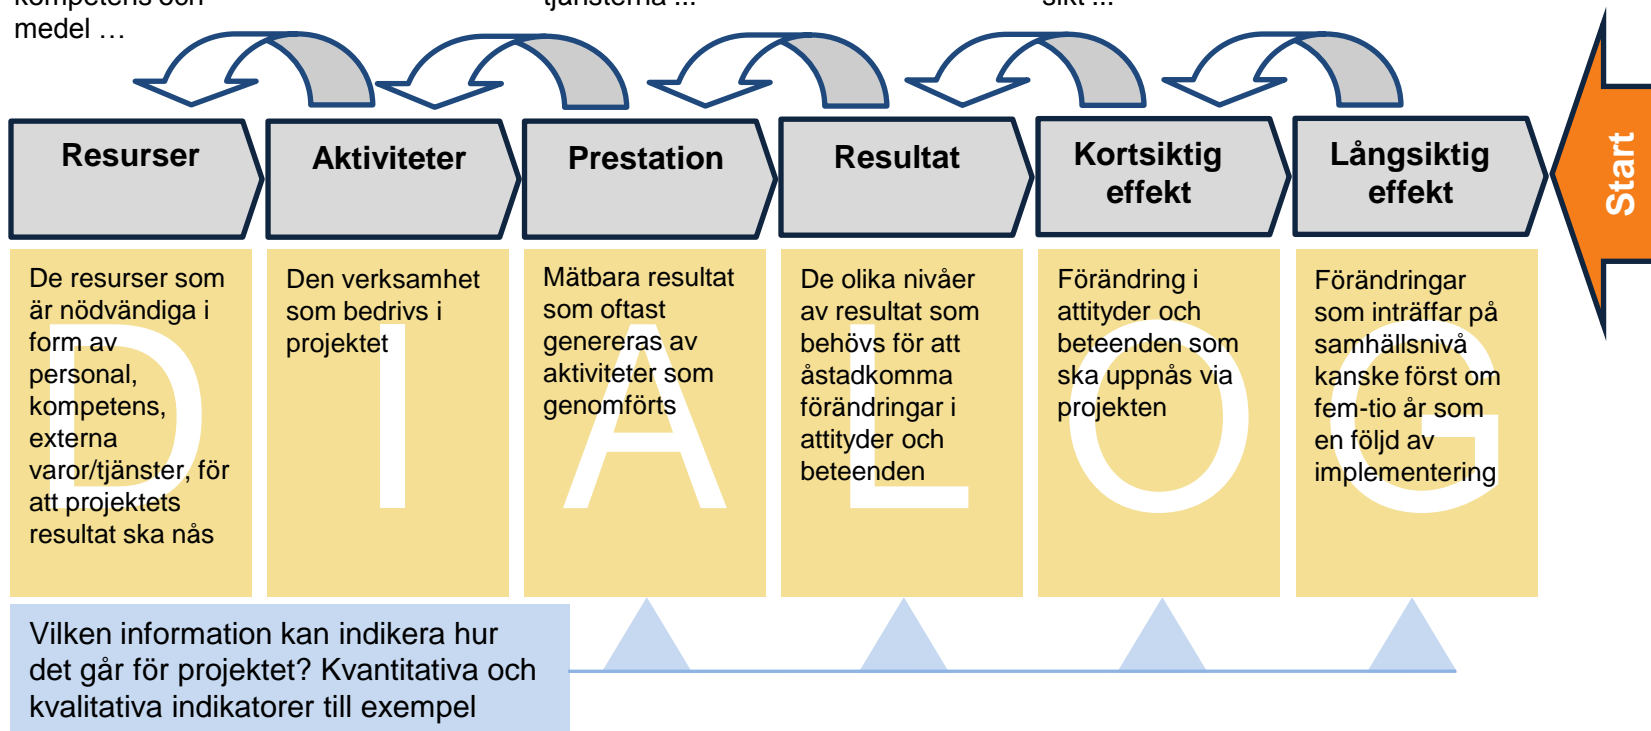 kompetens och
medel …
tjänsterna ...
sikt ...
Resurser
Aktiviteter
Prestation
Resultat
Kortsiktig
effekt
Långsiktig
effekt
Start
De resurser som
är nödvändiga i
form av
personal,
kompetens,
externa
varor/tjänster, för
att projektets
resultat ska nås
Den verksamhet
som bedrivs i
projektet
Mätbara resultat
som oftast
genereras av
aktiviteter som
genomförts
De olika nivåer
av resultat som
behövs för att
åstadkomma
förändringar i
attityder och
beteenden
Förändring i
attityder och
beteenden som
ska uppnås via
projekten
Förändringar
som inträffar på
samhällsnivå
kanske först om
fem-tio år som
en följd av
implementering
D I A L O G
Vilken information kan indikera hur
det går för projektet? Kvantitativa och
kvalitativa indikatorer till exempel